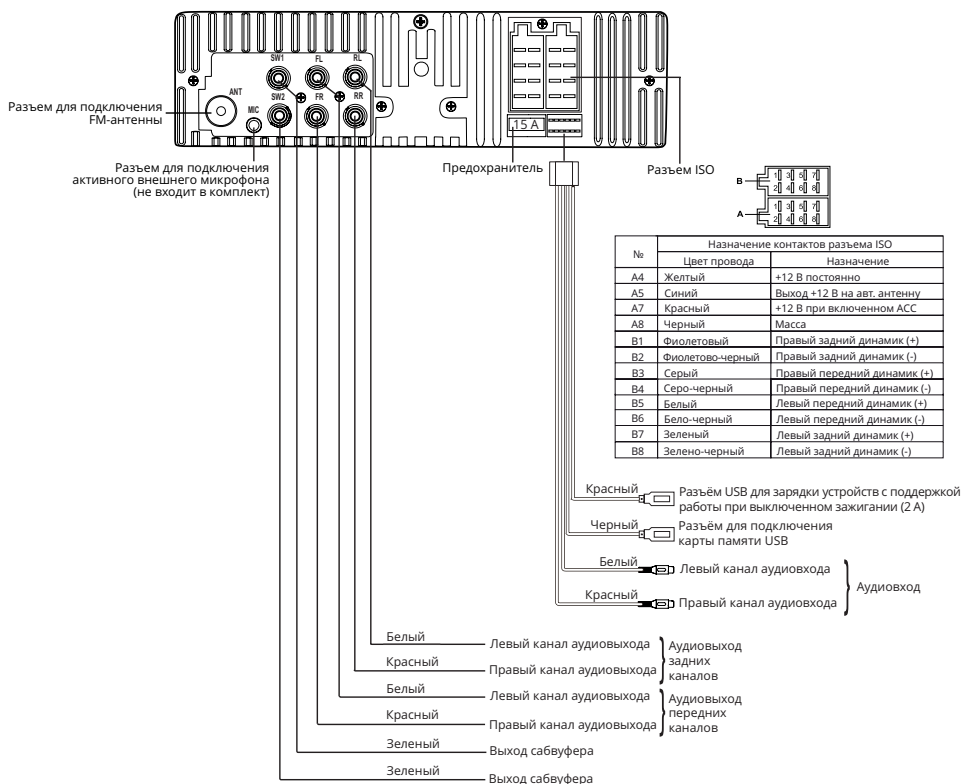 SW1
FL
RL
ANT
SW2
FR
RR
MIC
15 А
Разъем для подключения
FM-антенны
Разъем для подключения
активного внешнего микрофона
(не входит в комплект)
Предохранитель
Разъем ISO
B
1 3 5 7
2 4 6 8
A
1 3 5 7
2 4 6 8
№ Назначение контактов разъема ISO
Цвет провода Назначение
A4 Желтый +12 В постоянно
A5 Синий Выход +12 В на авт. антенну
A7 Красный +12 В при включенном ACC
A8 Черный Масса
B1 Фиолетовый Правый задний динамик (+)
B2 Фиолетово-черный Правый задний динамик (-)
B3 Серый Правый передний динамик (+)
B4 Серо-черный Правый передний динамик (-)
B5 Белый Левый передний динамик (+)
B6 Бело-черный Левый передний динамик (-)
B7 Зеленый Левый задний динамик (+)
B8 Зелено-черный Левый задний динамик (-)
Красный
Разъём USB для зарядки устройств с поддержкой
работы при выключенном зажигании (2 А)
Черный
Разъём для подключения
карты памяти USB
Белый
Левый канал аудиовхода
Красный
Правый канал аудиовхода
Аудиовход
Белый
Левый канал аудиовыхода
Красный
Правый канал аудиовыхода
Аудиовыход
задних
каналов
Белый
Левый канал аудиовыхода
Красный
Правый канал аудиовыхода
Аудиовыход
передних
каналов
Зеленый
Выход сабвуфера
Зеленый
Выход сабвуфера